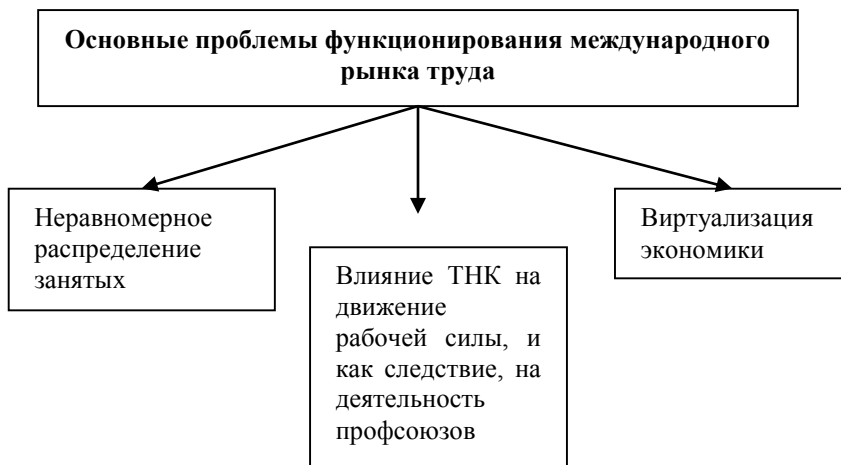 Основные проблемы функционирования международного
рынка труда
Неравномерное
распределение
занятых
Влияние ТНК на
движение
рабочей силы, и
как следствие, на
деятельность
профсоюзов
Виртуализация
экономики